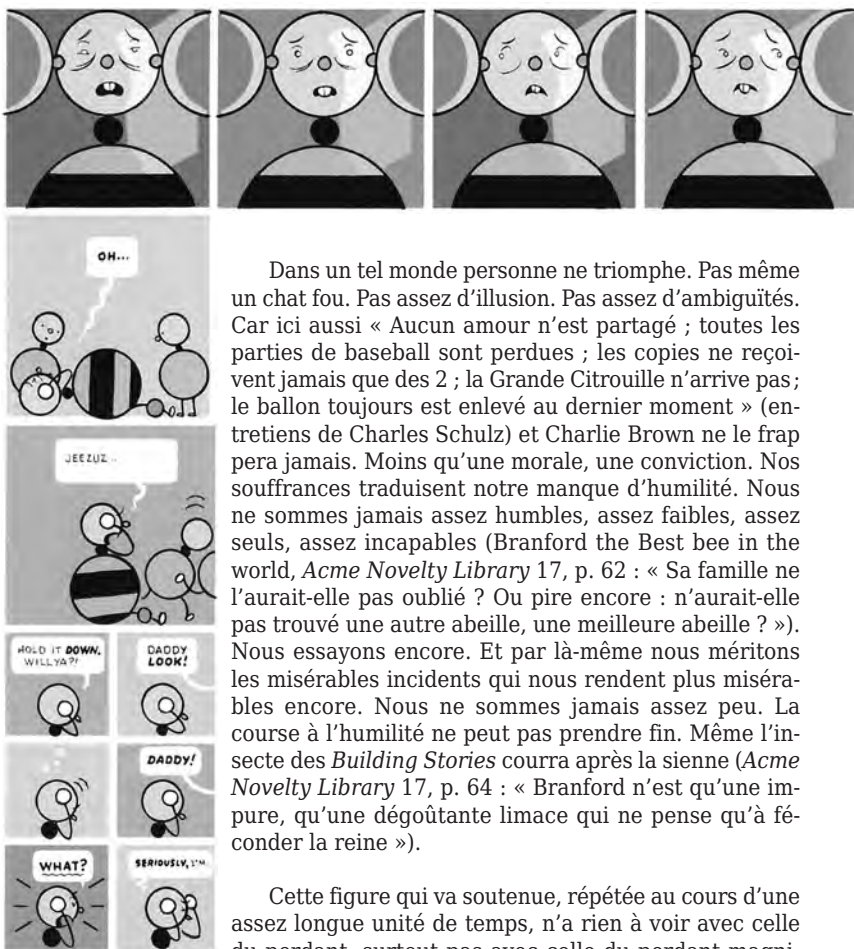 OH...
JEEZUZ..
HOLD IT DOWN,
WILLYA?!
DADDY
LOOK!
DADDY!
WHAT?
SERIOUSLY, I'M
Dans un tel monde personne ne triomphe. Pas même
un chat fou. Pas assez d'illusion. Pas assez d'ambiguïtés.
Car ici aussi « Aucun amour n'est partagé ; toutes les
parties de baseball sont perdues ; les copies ne reçoi-
vent jamais que des 2 ; la Grande Citrouille n'arrive pas ;
le ballon toujours est enlevé au dernier moment » (en-
tretiens de Charles Schulz) et Charlie Brown ne le frap
pera jamais. Moins qu'une morale, une conviction. Nos
souffrances traduisent notre manque d'humilité. Nous
ne sommes jamais assez humbles, assez faibles, assez
seuls, assez incapables (Branford the Best bee in the
world, Acme Novelty Library 17, p. 62 : « Sa famille ne
l'aurait-elle pas oublié ? Ou pire encore : n'aurait-elle
pas trouvé une autre abeille, une meilleure abeille ? »).
Nous essayons encore. Et par là-même nous méritons
les misérables incidents qui nous rendent plus miséra-
bles encore. Nous ne sommes jamais assez peu. La
course à l'humilité ne peut pas prendre fin. Même l'in-
secte des Building Stories courra après la sienne (Acme
Novelty Library 17, p. 64 : « Branford n'est qu'une im-
pure, qu'une dégoûtante limace qui ne pense qu'à fé-
conder la reine »).
Cette figure qui va soutenue, répétée au cours d'une
assez longue unité de temps, n'a rien à voir avec celle
du perdant, surtout pas avec celle du perdant magni-